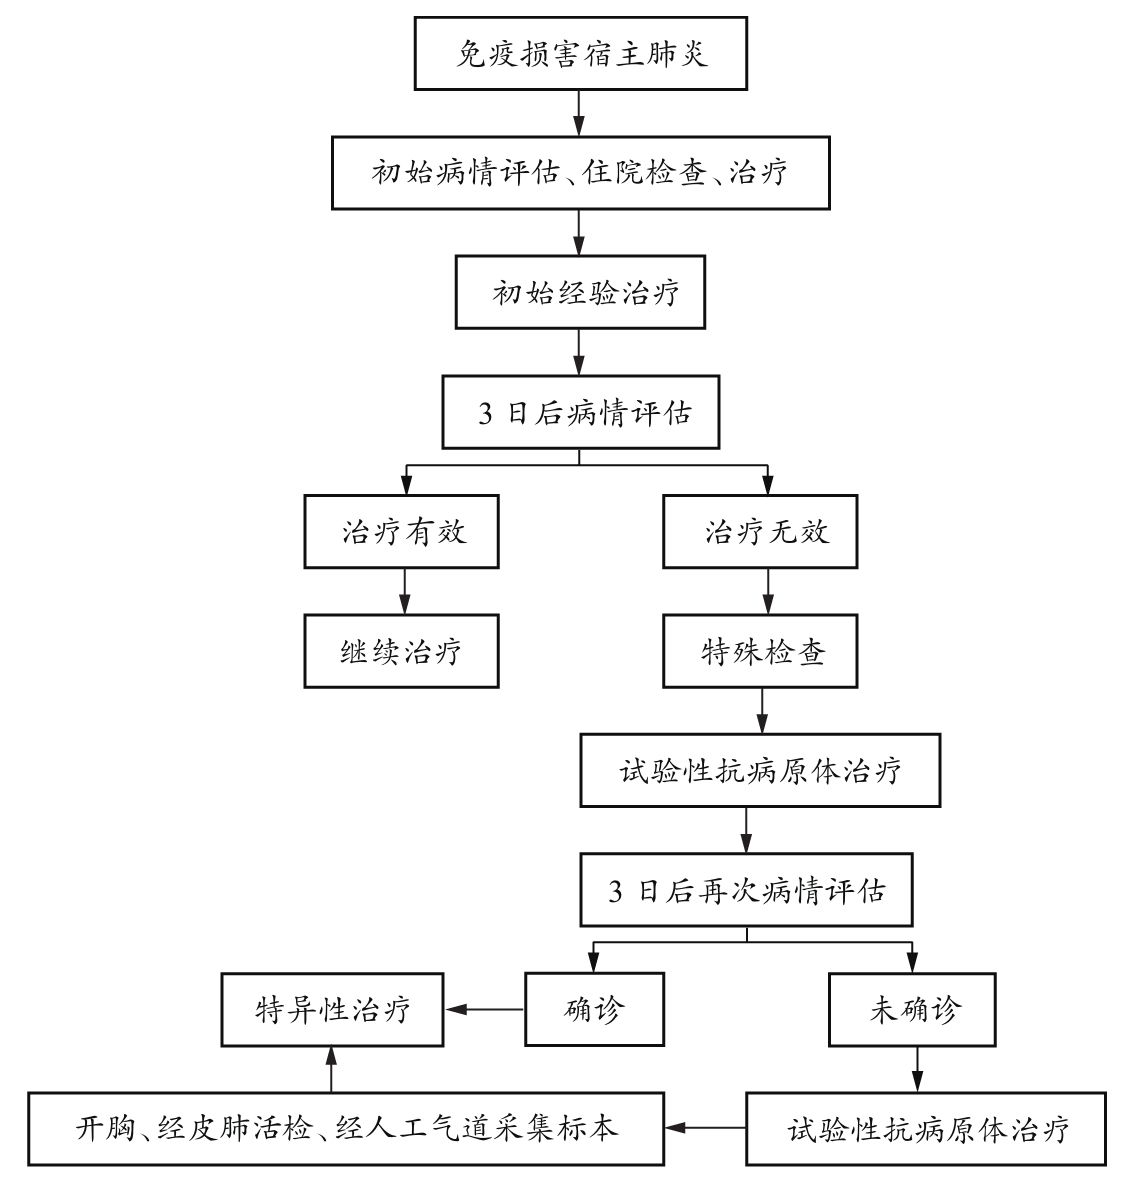 免疫损害宿主肺炎
初始病情评估、住院检查、治疗
初始经验治疗
3 日后病情评估
治疗有效
治疗无效
继续治疗
特殊检查
试验性抗病原体治疗
3 日后再次病情评估
特异性治疗
确诊
未确诊
开胸、经皮肺活检、经人工气道采集标本
试验性抗病原体治疗